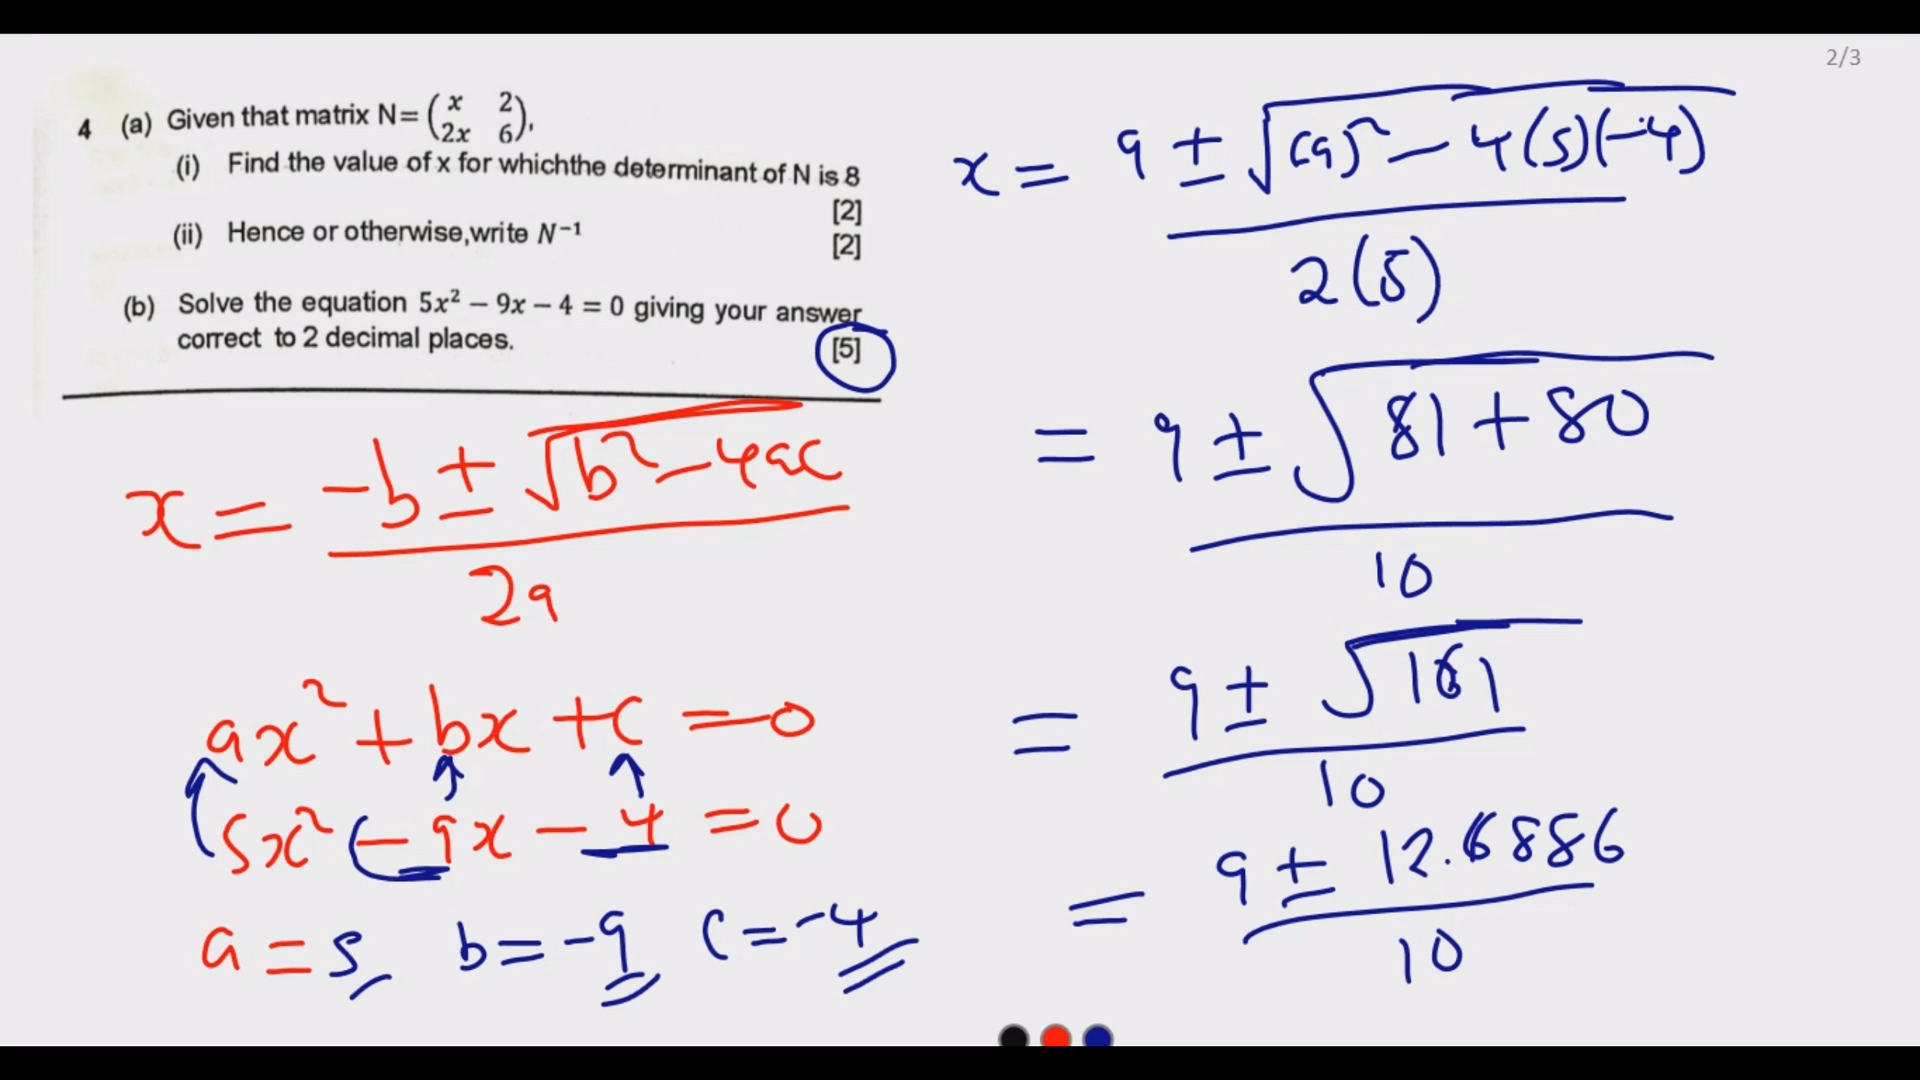 2/3
4 (a) Given that matrix N= (x 2
2x 6),
(i) Find the value of x for whichthe determinant of N is 8
[2]
(ii) Hence or otherwise,write N⁻¹
[2]
(b) Solve the equation 5x² − 9x − 4 = 0 giving your answer
correct to 2 decimal places.
[5]
x = -b ± √b²-4ac
2a
ax² + bx + c = 0
5x² - 9x - 4 = 0
a = 5 b = -9 c = -4
x = 9 ± √(9)² - 4(5)(-4)
2(5)
= 9 ± √81 + 80
10
= 9 ± √161
10
= 9 ± 12.6886
10